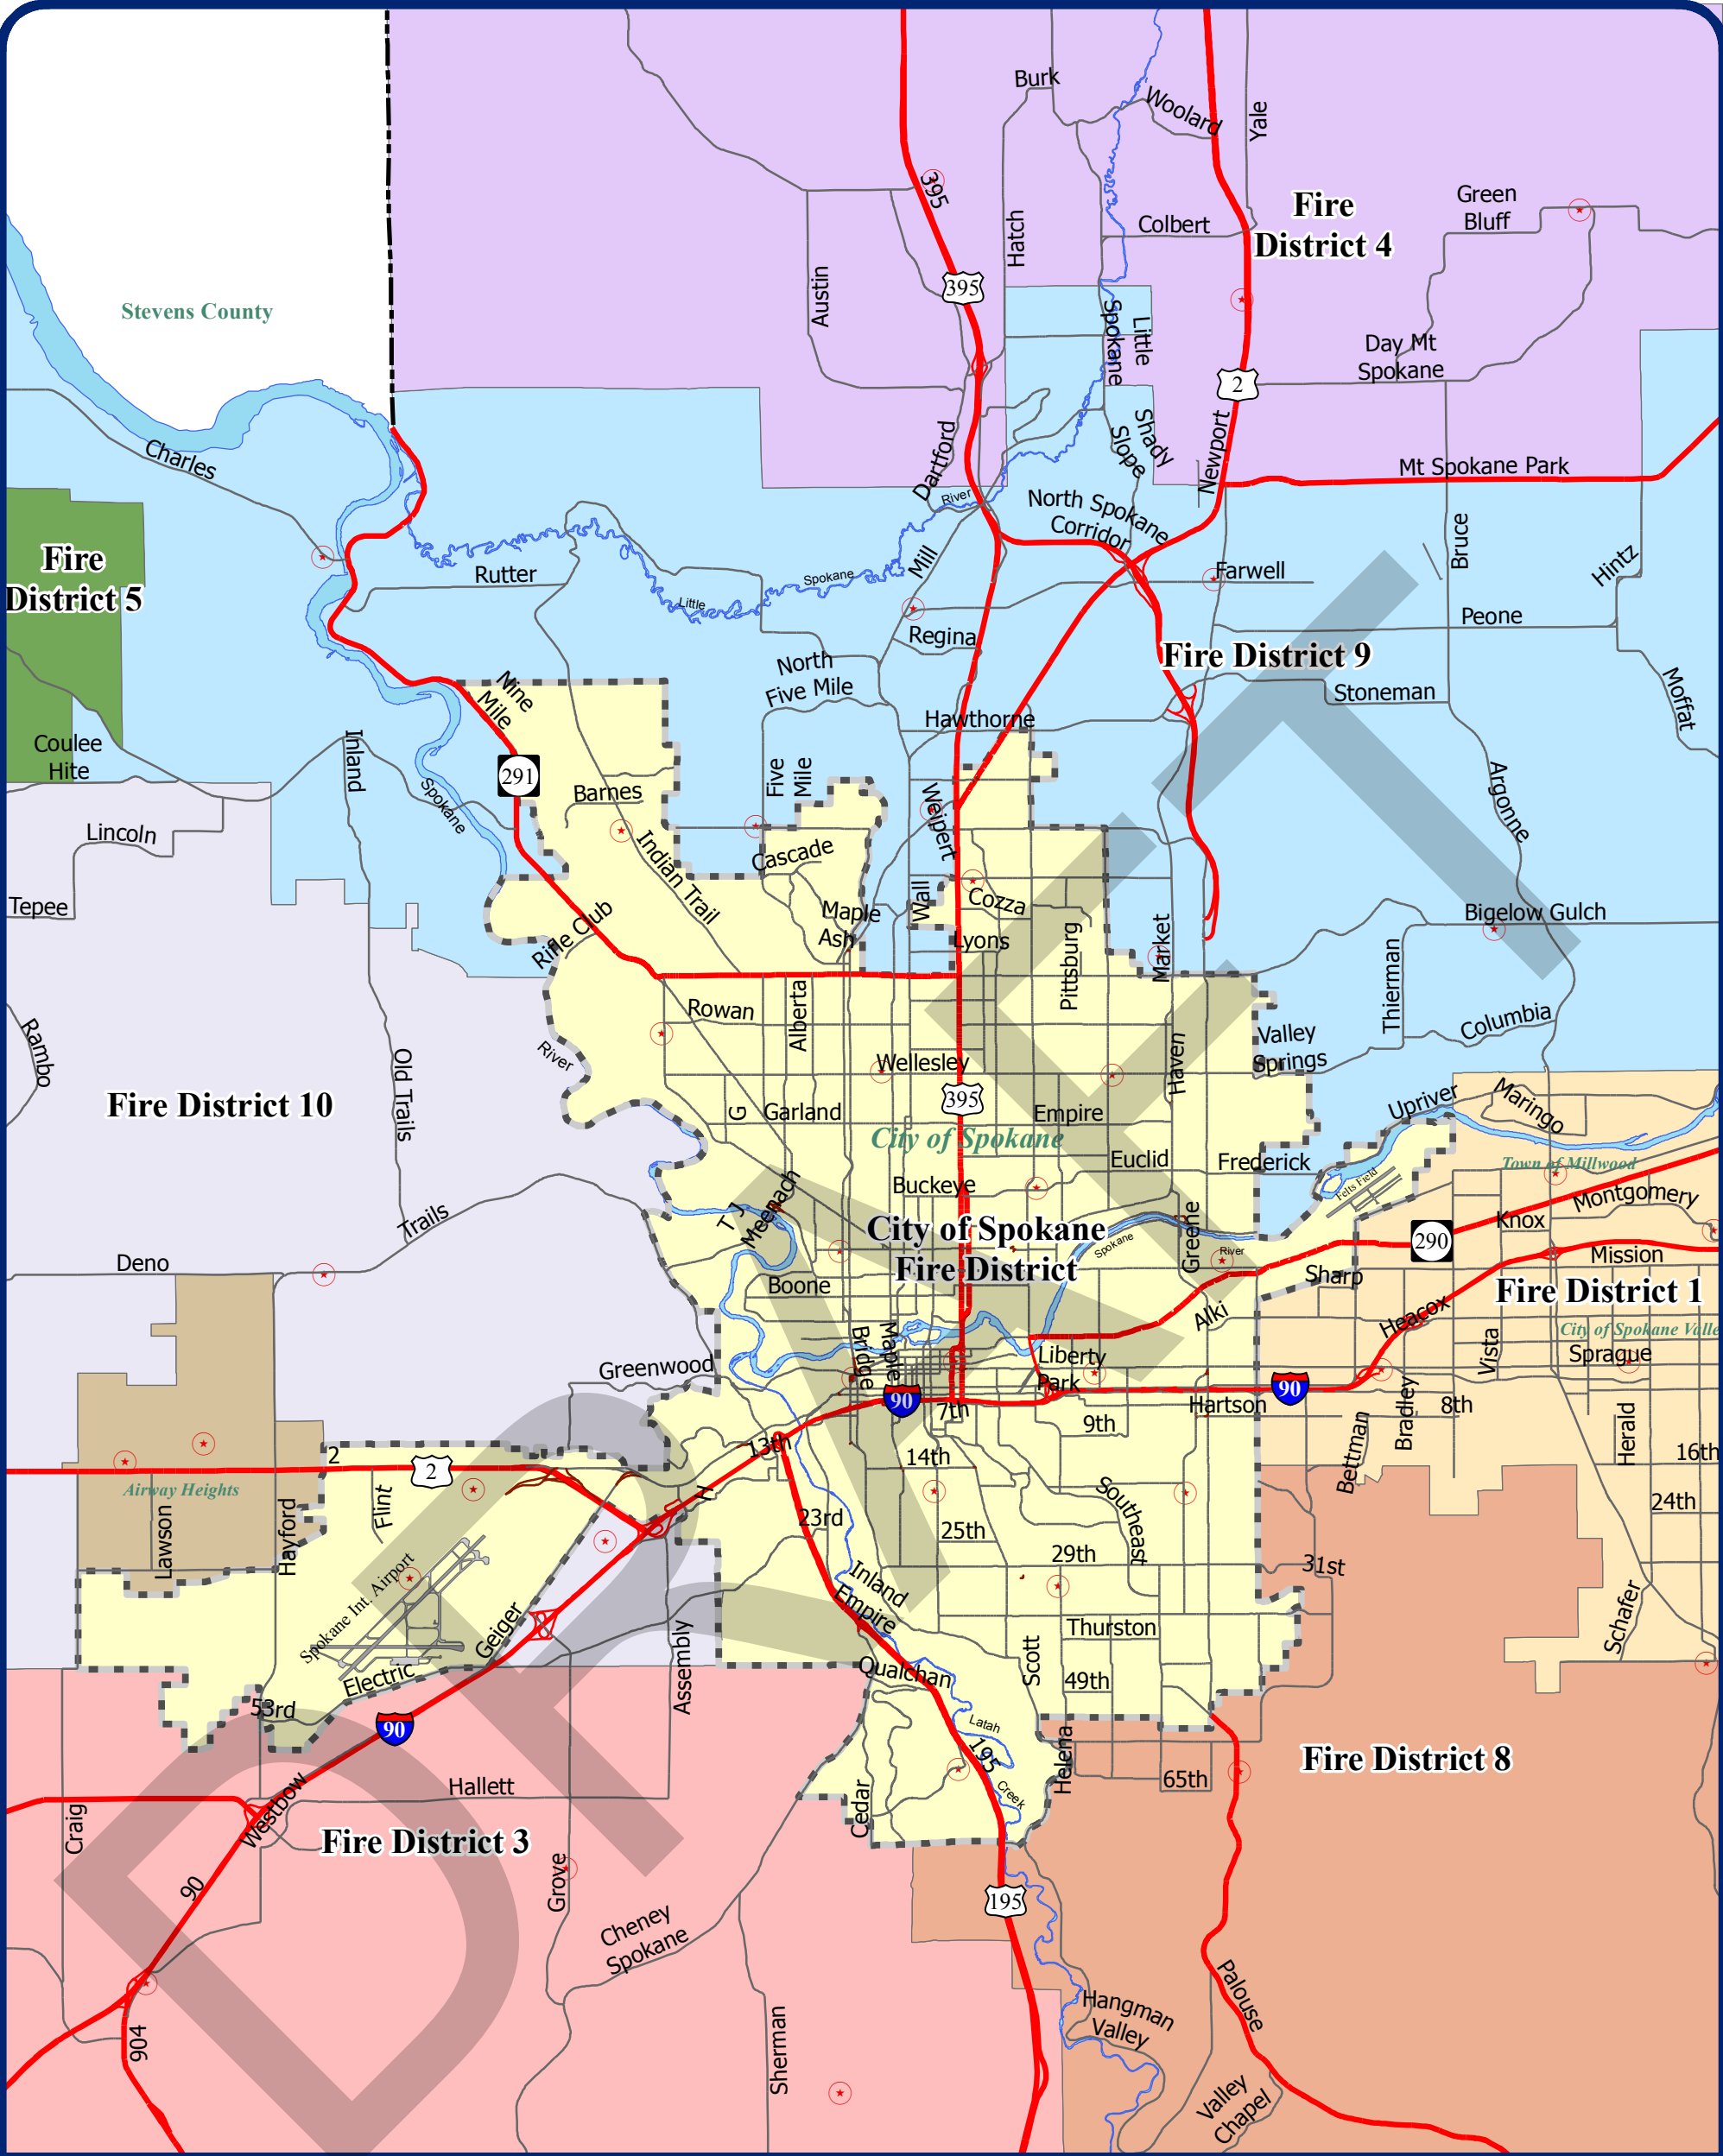 Burk
Woolard
Yale
395
Fire
District 4
Green
Bluff
Hatch
Colbert
Austin
395
Stevens County
Little
Spokane
Day Mt
Spokane
2
Newport
Shady
Slope
Dartford
Charles
Mt Spokane Park
River
North Spokane
Corridor
Bruce
Fire
District 5
Mill
Hintz
Rutter
Spokane
Farwell
Little
Peone
Regina
Fire District 9
North
Five Mile
Nine
Mile
Stoneman
Moffat
Hawthorne
Coulee
Hite
Inland
291
Five
Mile
Spokane
Barnes
Weipert
Argonne
Lincoln
Indian Trail
Cascade
Tepee
Wall
Cozza
Maple
Ash
Lyons
Rifle Club
Pittsburg
Market
Bigelow Gulch
Thierman
Rowan
Alberta
Columbia
Valley
Springs
Rambo
River
Old Trails
Wellesley
Haven
395
Upriver
Maringo
Fire District 10
G
Garland
Empire
City of Spokane
Euclid
Frederick
Town of Millwood
Felts Field
Buckeye
T J
Meenach
Montgomery
Knox
Trails
City of Spokane
Fire District
Greene
Spokane
River
290
Mission
Deno
Boone
Sharp
Fire District 1
Alki
Heacox
City of Spokane Valle
Maple
Bridge
Liberty
Park
Vista
Sprague
Greenwood
90
90
7th
Hartson
9th
Bradley
8th
Herald
Bettman
13th
14th
16th
2
2
Airway Heights
Flint
H
Lawson
Hayford
23rd
25th
Southeast
24th
29th
31st
Spokane Int. Airport
Inland
Empire
Geiger
Schafer
Thurston
Assembly
Scott
Qualchan
Electric
49th
53rd
90
Latah
195
Helena
Fire District 8
65th
Creek
Hallett
Westbow
Craig
Cedar
Fire District 3
90
Grove
195
Cheney
Spokane
Palouse
Hangman
Valley
904
Sherman
Valley
Chapel
DRAFT